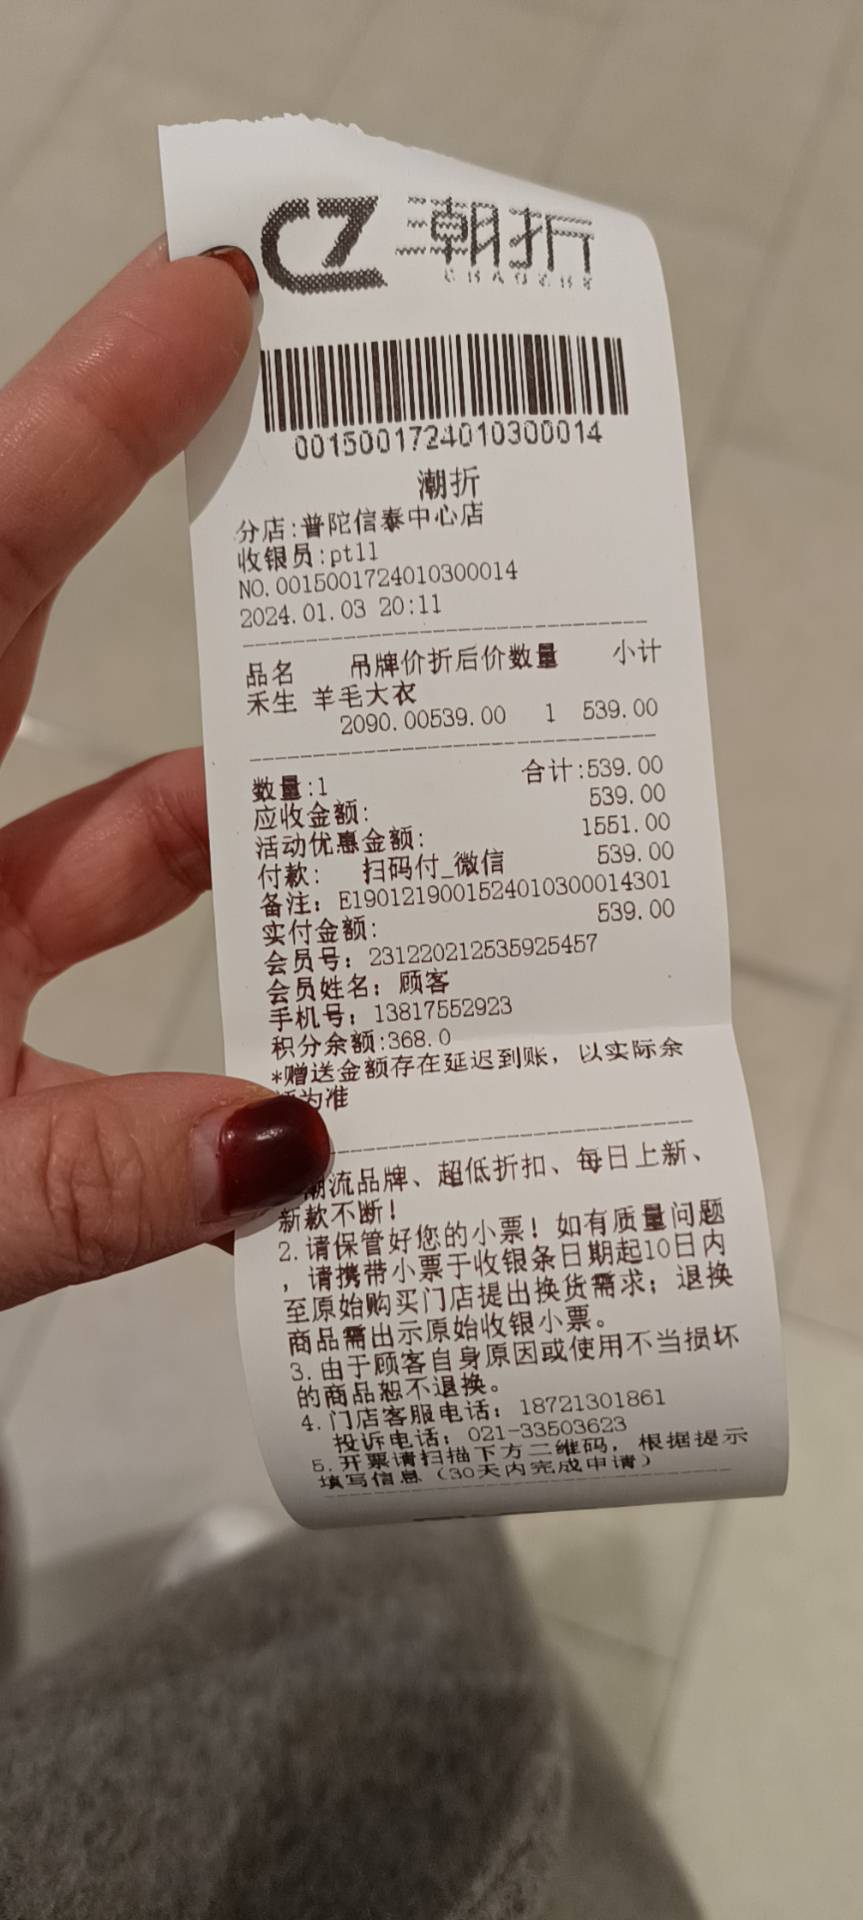 CZ 潮折
CHAOZHE
0015001724010300014
潮折
分店:普陀信泰中心店
收银员:pt11
NO.0015001724010300014
2024.01.03 20:11
品名 吊牌价折后价数量 小计
禾生 羊毛大衣
2090.00539.00 1 539.00
数量:1 合计:539.00
应收金额: 539.00
活动优惠金额: 1551.00
付款: 扫码付_微信 539.00
备注: E1901219001524010300014301
实付金额: 539.00
会员号: 231220212535925457
会员姓名: 顾客
手机号: 13817552923
积分余额:368.0
*赠送金额存在延迟到账, 以实际余
为准
潮流品牌、超低折扣、每日上新、
新款不断!
2.请保管好您的小票! 如有质量问题
, 请携带小票于收银条日期起10日内
至原始购买门店提出换货需求; 退换
商品需出示原始收银小票。
3.由于顾客自身原因或使用不当损坏
的商品恕不退换。
4.门店客服电话: 18721301861
投诉电话: 021-33503623
5.开票请扫描下方二维码, 根据提示
填写信息 (30天内完成申请)